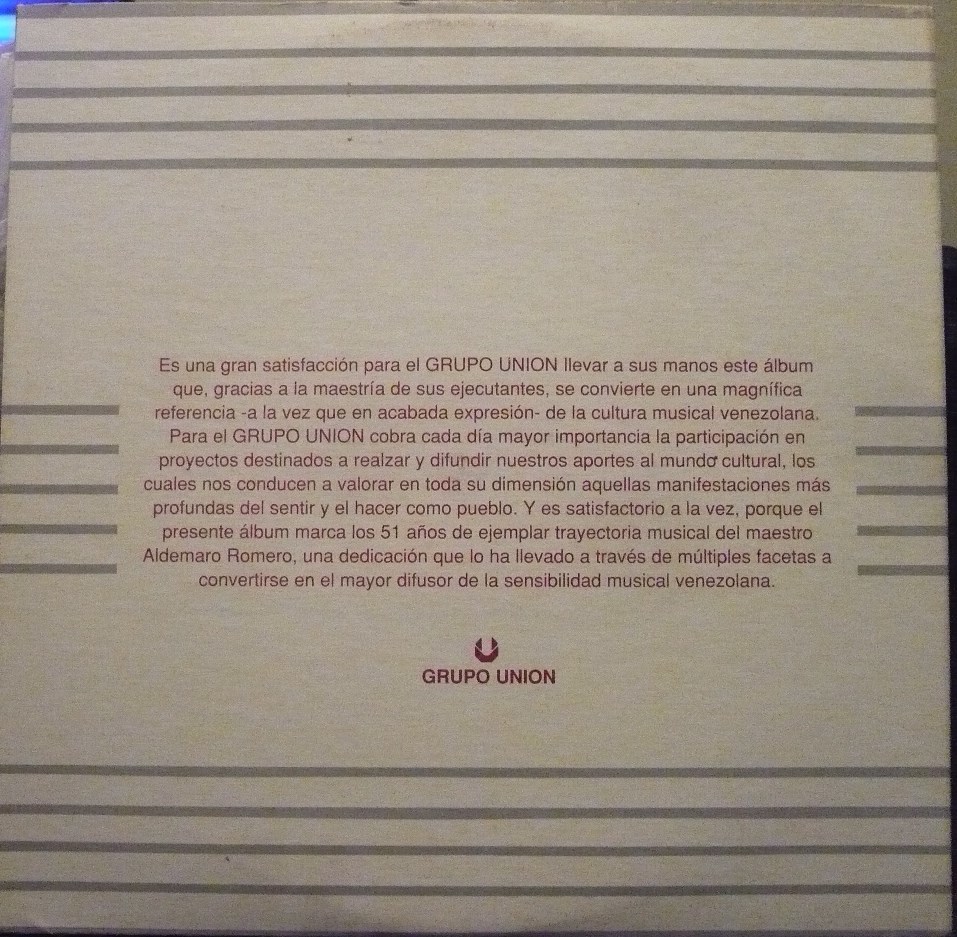 Es una gran satisfacción para el GRUPO UNION llevar a sus manos este álbum
que, gracias a la maestría de sus ejecutantes, se convierte en una magnífica
referencia -a la vez que en acabada expresión- de la cultura musical venezolana.
Para el GRUPO UNION cobra cada día mayor importancia la participación en
proyectos destinados a realzar y difundir nuestros aportes al mundo cultural, los
cuales nos conducen a valorar en toda su dimensión aquellas manifestaciones más
profundas del sentir y el hacer como pueblo. Y es satisfactorio a la vez, porque el
presente álbum marca los 51 años de ejemplar trayectoria musical del maestro
Aldemaro Romero, una dedicación que lo ha llevado a través de múltiples facetas a
convertirse en el mayor difusor de la sensibilidad musical venezolana.
GRUPO UNION